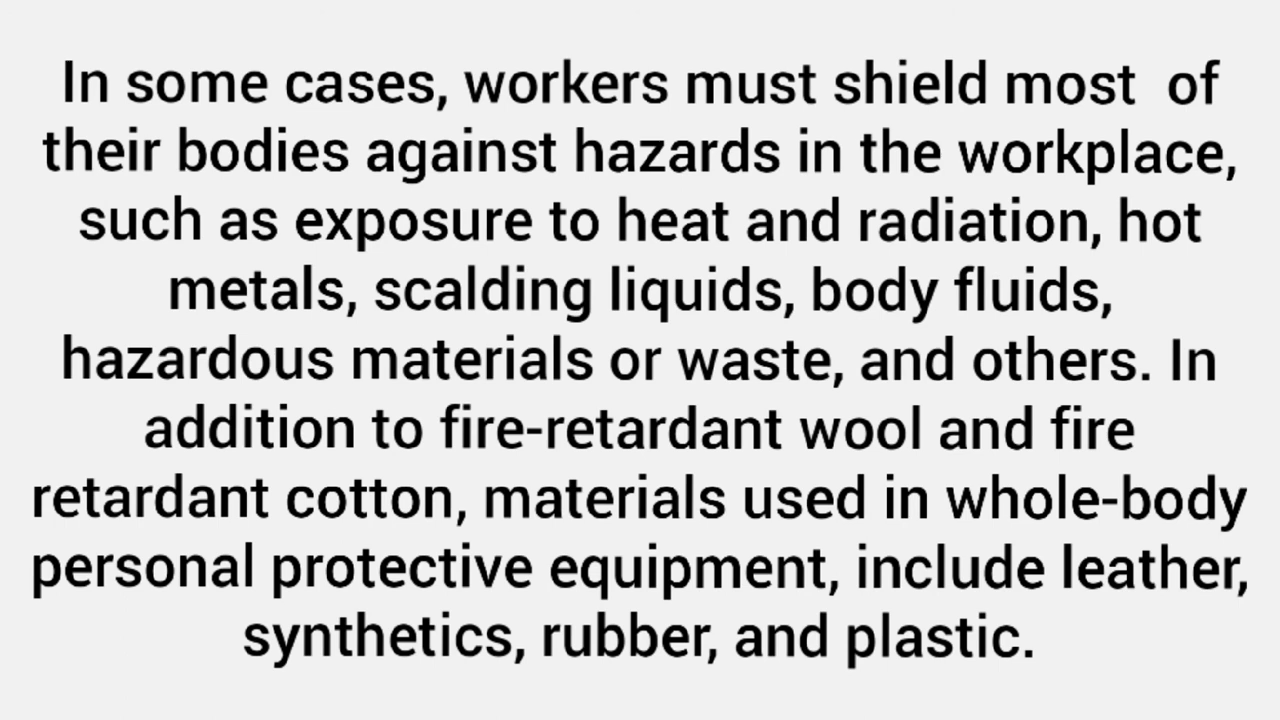 In some cases, workers must shield most  of
their bodies against hazards in the workplace,
such as exposure to heat and radiation, hot
metals, scalding liquids, body fluids,
hazardous materials or waste, and others. In
addition to fire-retardant wool and fire
retardant cotton, materials used in whole-body
personal protective equipment, include leather,
synthetics, rubber, and plastic.